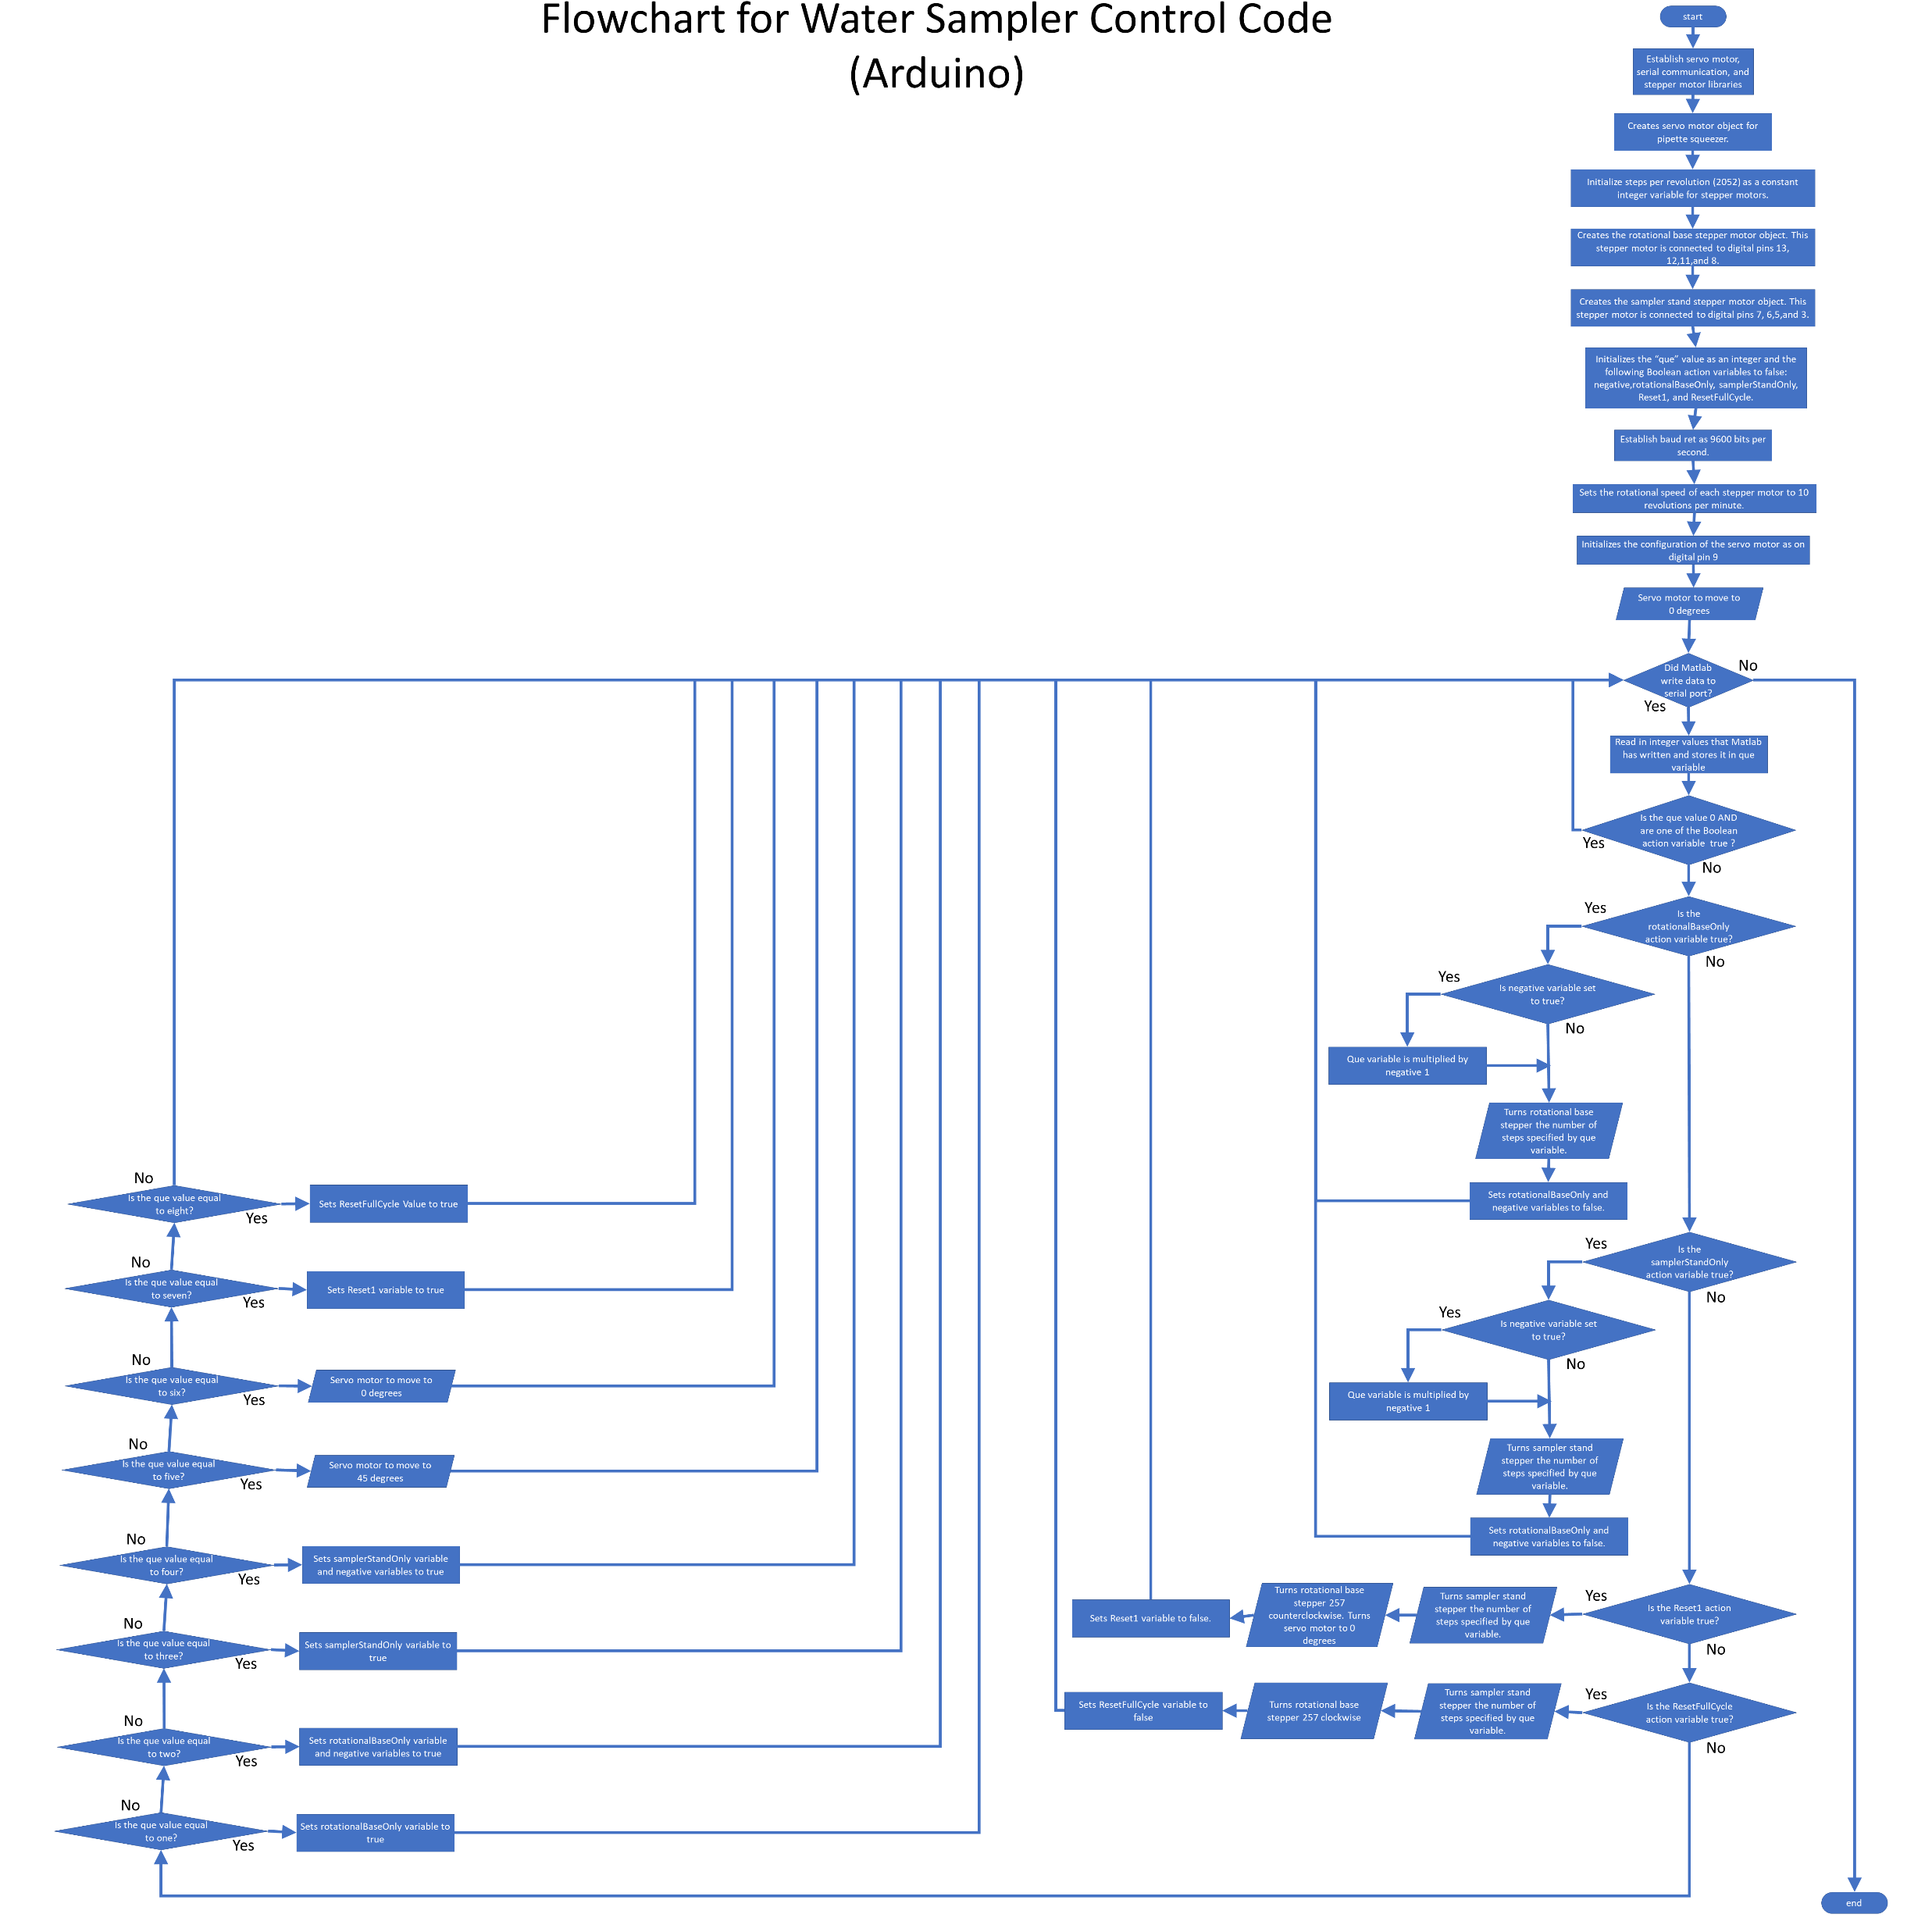 Flowchart for Water Sampler Control Code
(Arduino)
start
Establish servo motor,
serial communication, and
stepper motor libraries
Creates servo motor object for
pipette squeezer.
Initialize steps per revolution (2052) as a constant
integer variable for stepper motors.
Creates the rotational base stepper motor object. This
stepper motor is connected to digital pins 13,
12,11,and 8.
Creates the sampler stand stepper motor object. This
stepper motor is connected to digital pins 7, 6,5,and 3.
Initializes the “que” value as an integer and the
following Boolean action variables to false:
negative,rotationalBaseOnly, samplerStandOnly,
Reset1, and ResetFullCycle.
Establish baud ret as 9600 bits per
second.
Sets the rotational speed of each stepper motor to 10
revolutions per minute.
Initializes the configuration of the servo motor as on
digital pin 9
Servo motor to move to
0 degrees
Did Matlab
write data to
serial port?
No
Yes
Read in integer values that Matlab
has written and stores it in que
variable
Is the que value 0 AND
are one of the Boolean
action variable true ?
Yes
No
Is the
rotationalBaseOnly
action variable true?
Yes
No
Is negative variable set
to true?
Yes
No
Que variable is multiplied by
negative 1
Turns rotational base
stepper the number of
steps specified by que
variable.
Sets rotationalBaseOnly and
negative variables to false.
Is the
samplerStandOnly
action variable true?
Yes
No
Is negative variable set
to true?
Yes
No
Que variable is multiplied by
negative 1
Turns sampler stand
stepper the number of
steps specified by que
variable.
Sets rotationalBaseOnly and
negative variables to false.
Is the Reset1 action
variable true?
Yes
No
Turns sampler stand
stepper the number of
steps specified by que
variable.
Turns rotational base
stepper 257
counterclockwise. Turns
servo motor to 0
degrees
Sets Reset1 variable to false.
Is the ResetFullCycle
action variable true?
Yes
No
Turns sampler stand
stepper the number of
steps specified by que
variable.
Turns rotational base
stepper 257 clockwise
Sets ResetFullCycle variable to
false
Is the que value equal
to one?
No
Yes
Sets rotationalBaseOnly variable to
true
Is the que value equal
to two?
No
Yes
Sets rotationalBaseOnly variable
and negative variables to true
Is the que value equal
to three?
No
Yes
Sets samplerStandOnly variable to
true
Is the que value equal
to four?
No
Yes
Sets samplerStandOnly variable
and negative variables to true
Is the que value equal
to five?
No
Yes
Servo motor to move to
45 degrees
Is the que value equal
to six?
No
Yes
Servo motor to move to
0 degrees
Is the que value equal
to seven?
No
Yes
Sets Reset1 variable to true
Is the que value equal
to eight?
No
Yes
Sets ResetFullCycle Value to true
end